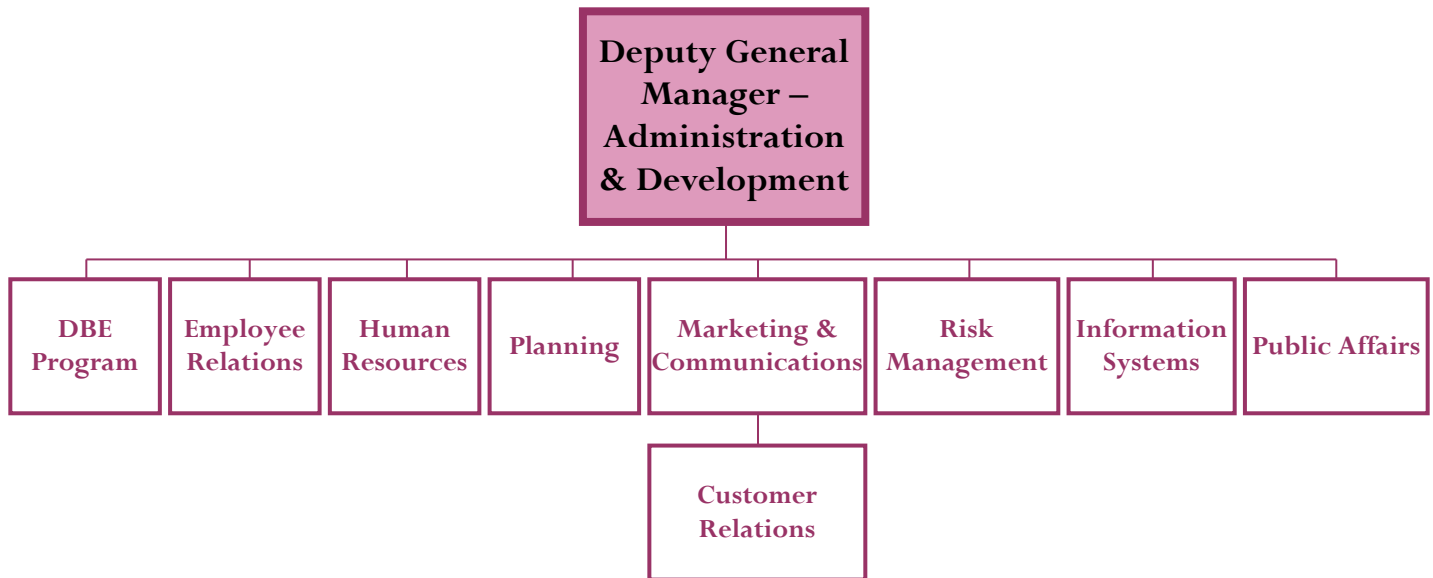 Deputy General
Manager –
Administration
& Development
DBE
Program
Employee
Relations
Human
Resources
Planning
Marketing &
Communications
Risk
Management
Information
Systems
Public Affairs
Customer
Relations